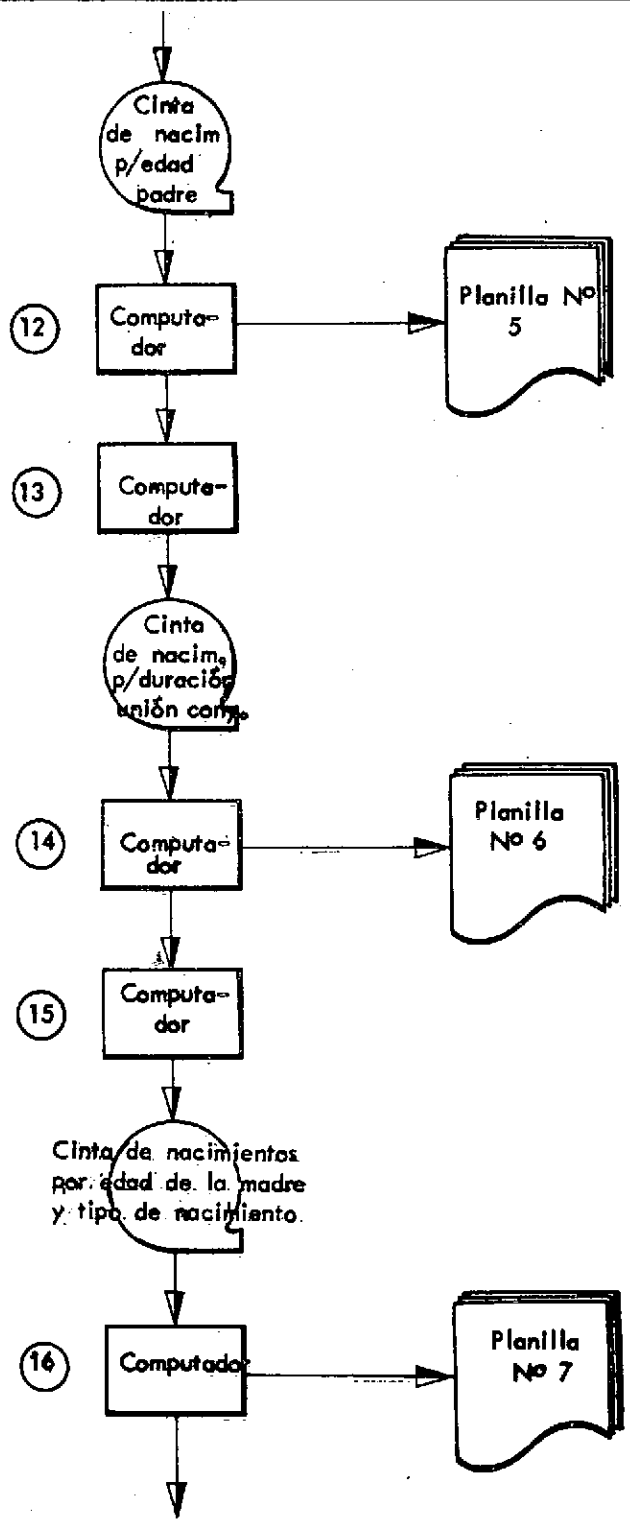 Cinta
de nacim
p/edad
padre
12
Computa-
dor
Planilla Nº
5
13
Computa-
dor
Cinta
de nacim.
p/duración
unión cony.
14
Computa-
dor
Planilla
Nº 6
15
Computa-
dor
Cinta de nacimientos
por edad de la madre
y tipo de nacimiento
16
Computador
Planilla
Nº 7